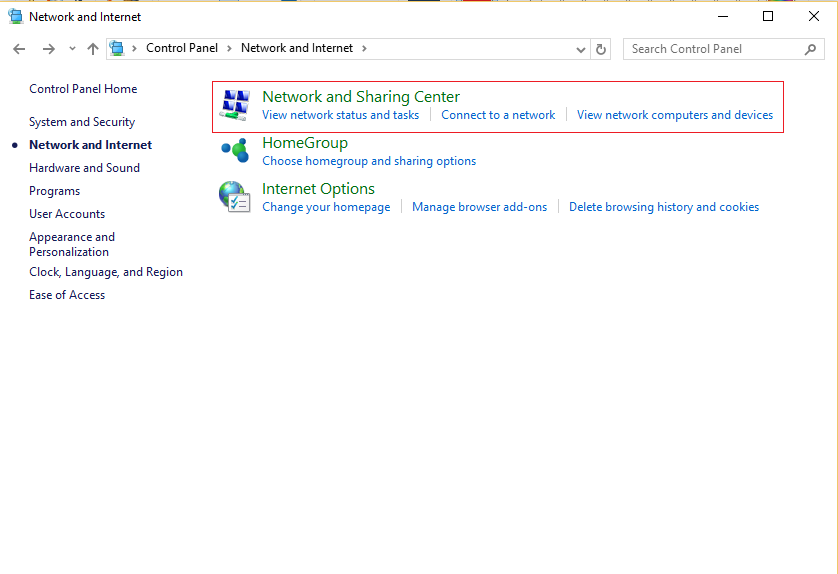 Network and Internet
Control Panel
Network and Internet
Search Control Panel
Control Panel Home
System and Security
Network and Internet
Hardware and Sound
Programs
User Accounts
Appearance and
Personalization
Clock, Language, and Region
Ease of Access
Network and Sharing Center
View network status and tasks
Connect to a network
View network computers and devices
HomeGroup
Choose homegroup and sharing options
Internet Options
Change your homepage
Manage browser add-ons
Delete browsing history and cookies